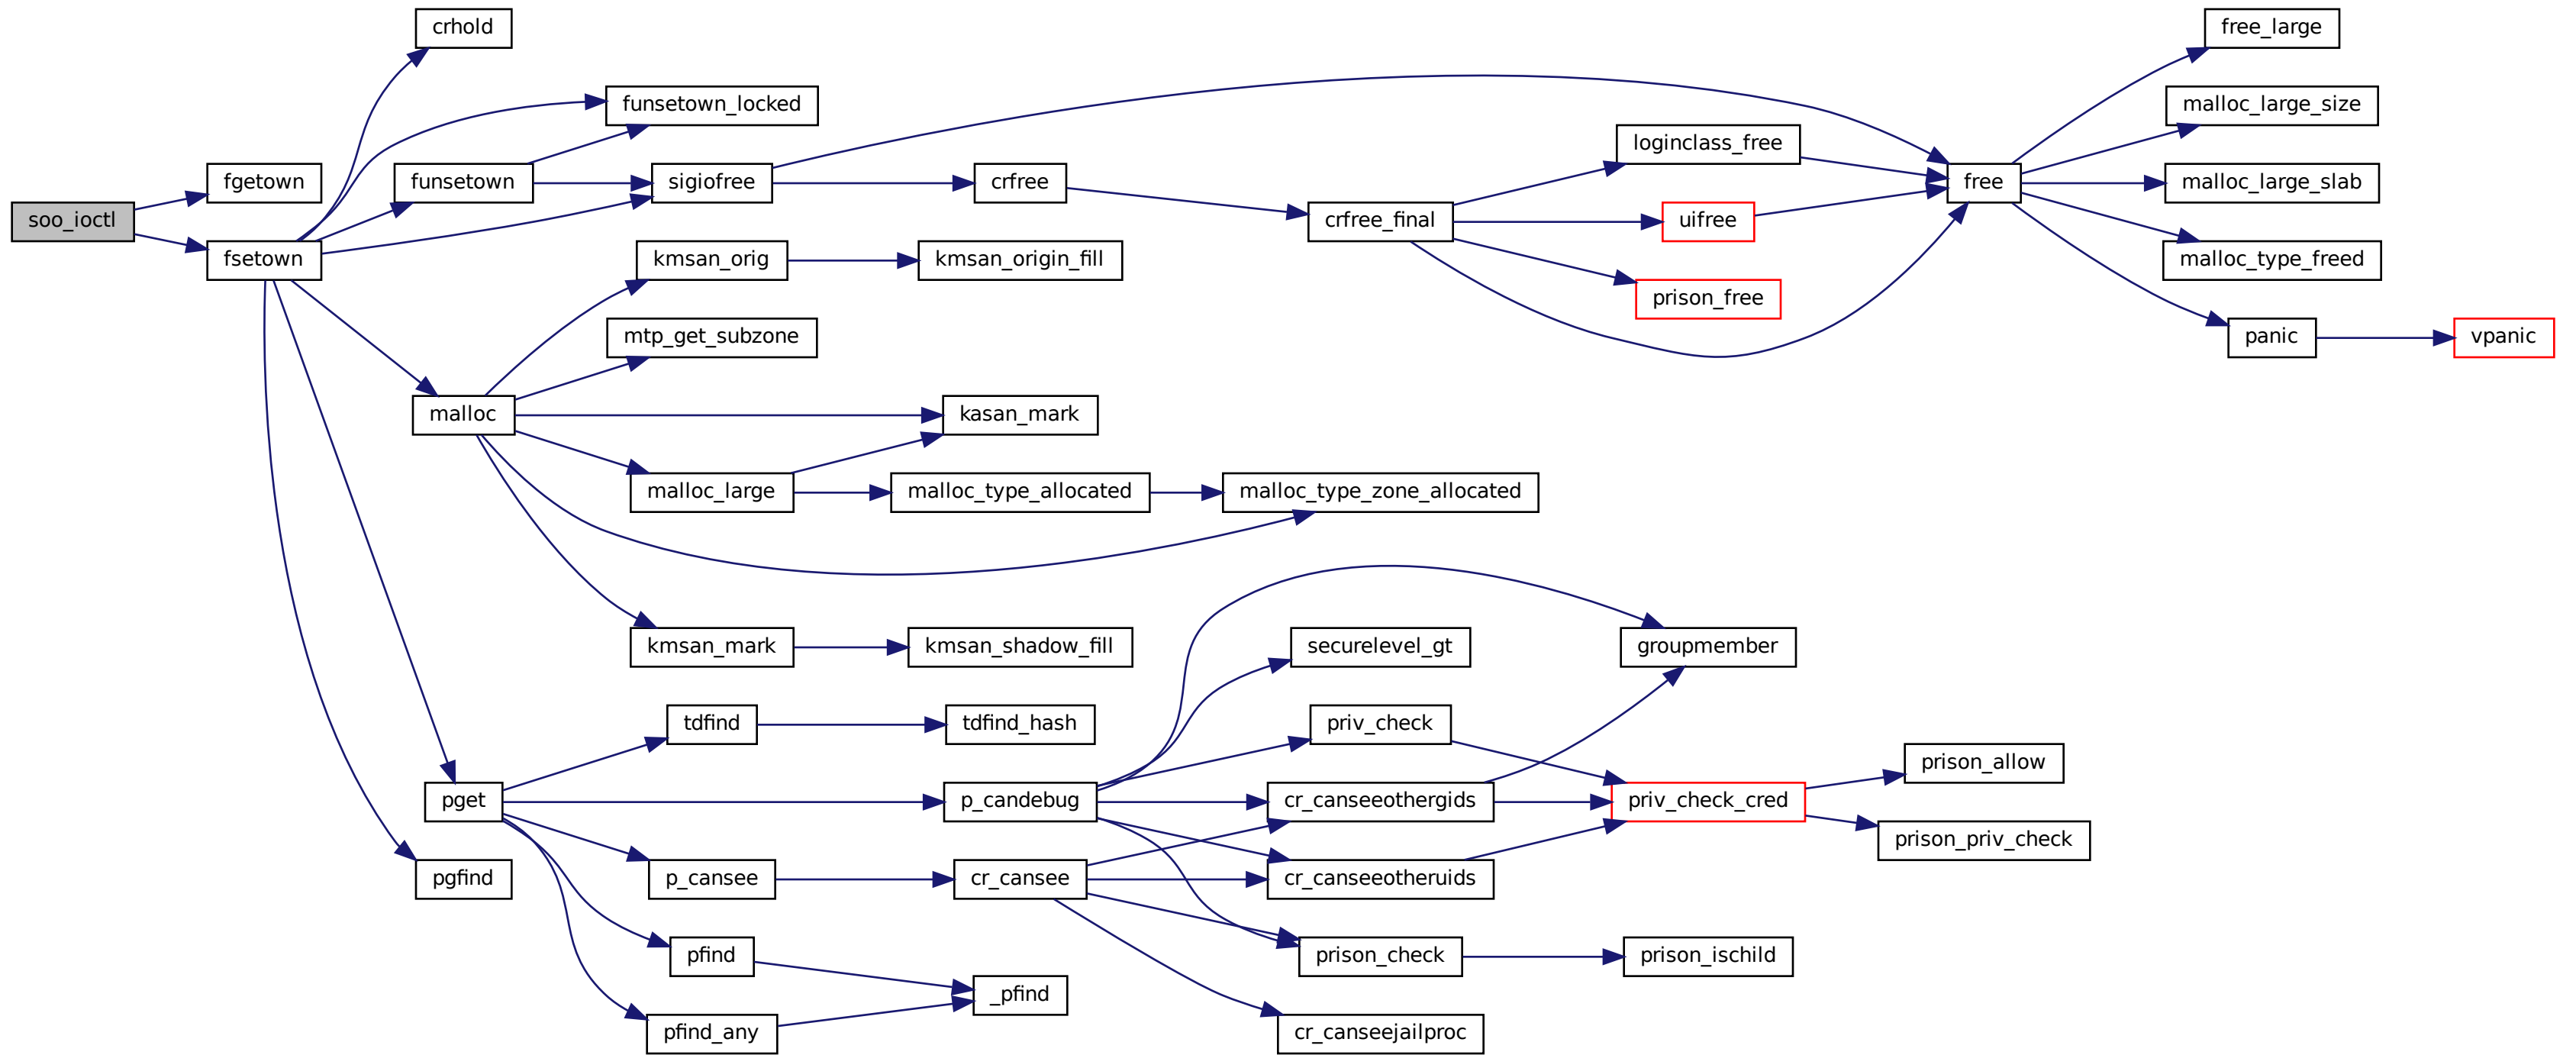 crhold
free_large
funsetown_locked
malloc_large_size
loginclass_free
fgetown
funsetown
sigiofree
crfree
free
malloc_large_slab
soo_ioctl
crfree_final
uifree
fsetown
kmsan_orig
kmsan_origin_fill
malloc_type_freed
prison_free
mtp_get_subzone
panic
vpanic
malloc
kasan_mark
malloc_large
malloc_type_allocated
malloc_type_zone_allocated
kmsan_mark
kmsan_shadow_fill
securelevel_gt
groupmember
tdfind
tdfind_hash
priv_check
prison_allow
pget
p_candebug
cr_canseeothergids
priv_check_cred
prison_priv_check
pgfind
p_cansee
cr_cansee
cr_canseeotheruids
pfind
prison_check
prison_ischild
_pfind
pfind_any
cr_canseejailproc